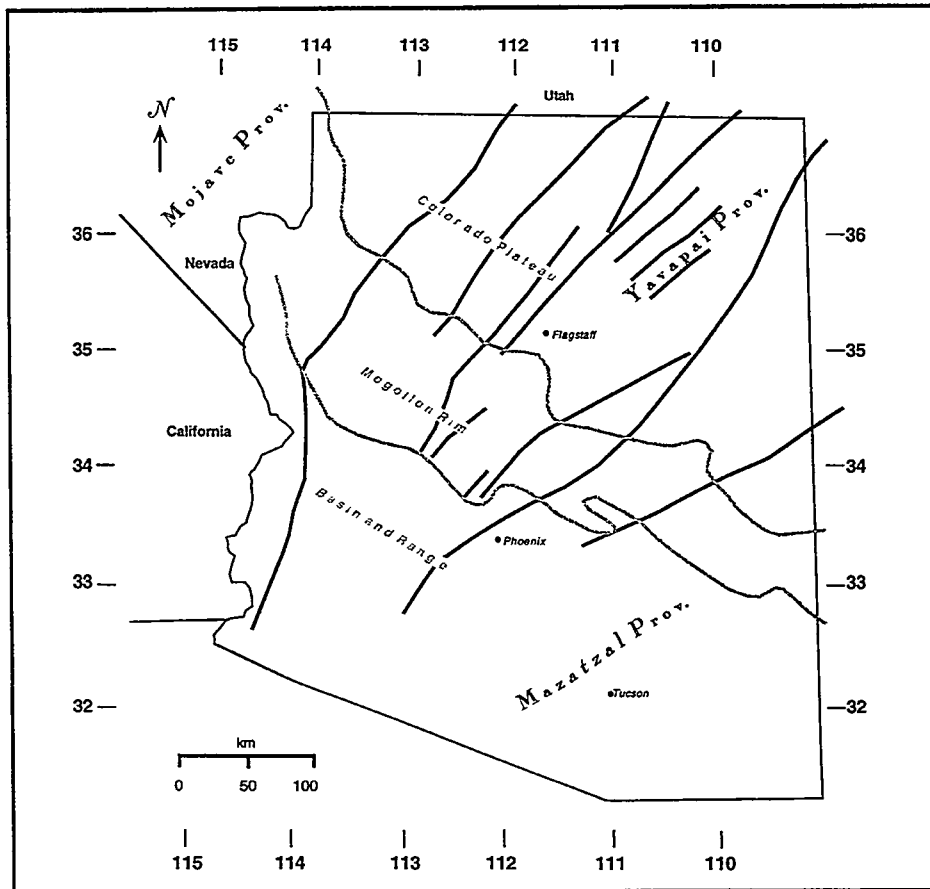 115 114 113 112 111 110
Utah
N
Mojave Prov.
Colorado Plateau
Yavapai Prov.
36 36
Nevada
Flagstaff
35 35
Mogollan Rim
California
34 34
Basin and Range
Phoenix
33 33
Mazatzal Prov.
Tucson
32 32
km
0 50 100
115 114 113 112 111 110